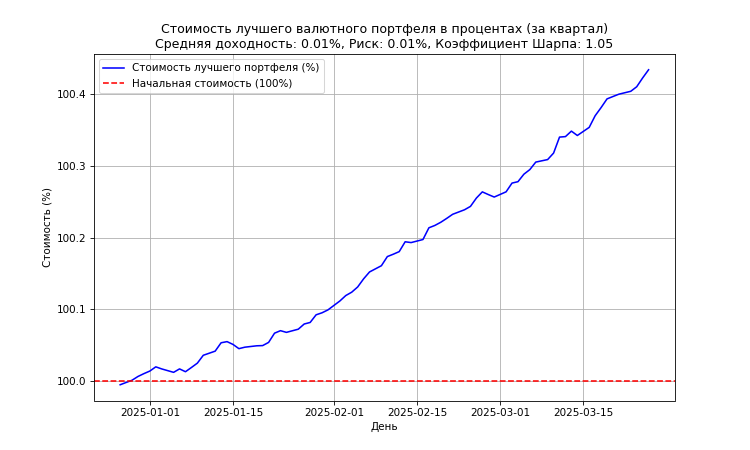 Стоимость лучшего валютного портфеля в процентах (за квартал)
Средняя доходность: 0.01%, Риск: 0.01%, Коэффициент Шарпа: 1.05
Стоимость лучшего портфеля (%)
Начальная стоимость (100%)
Стоимость (%)
100.4
100.3
100.2
100.1
100.0
2025-01-01
2025-01-15
2025-02-01
2025-02-15
2025-03-01
2025-03-15
День